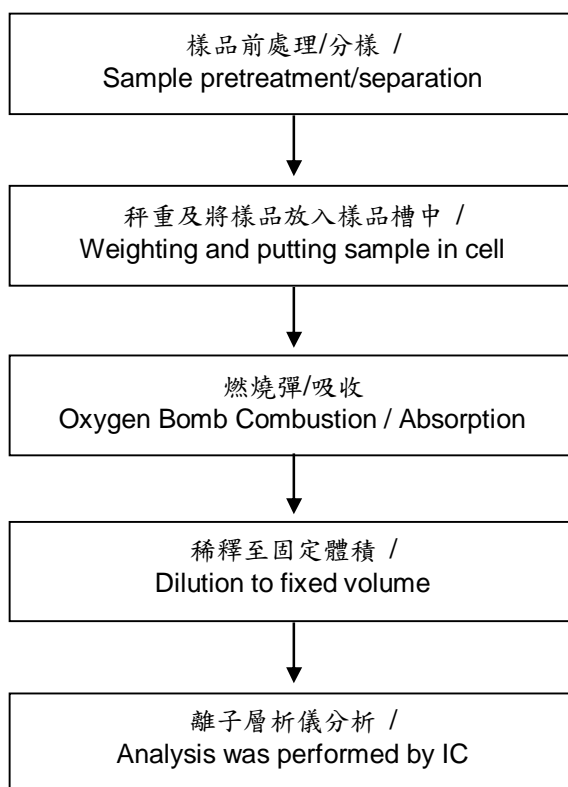 樣品前處理/分樣 /
Sample pretreatment/separation
秤重及將樣品放入樣品槽中 /
Weighting and putting sample in cell
燃燒彈/吸收
Oxygen Bomb Combustion / Absorption
稀釋至固定體積 /
Dilution to fixed volume
離子層析儀分析 /
Analysis was performed by IC